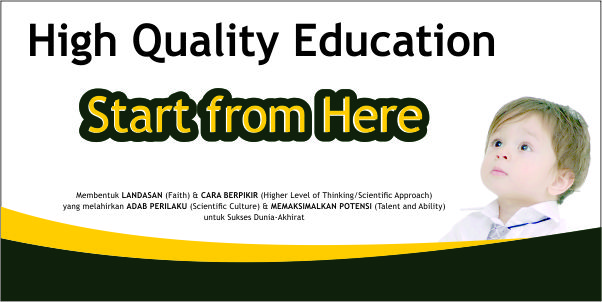 High Quality Education
Start from Here
Membentuk LANDASAN (Faith) & CARA BERPIKIR (Higher Level of Thinking/Scientific Approach)
yang melahirkan ADAB PERILAKU (Scientific Culture) & MEMAKSIMALKAN POTENSI (Talent and Ability)
untuk Sukses Dunia-Akhirat